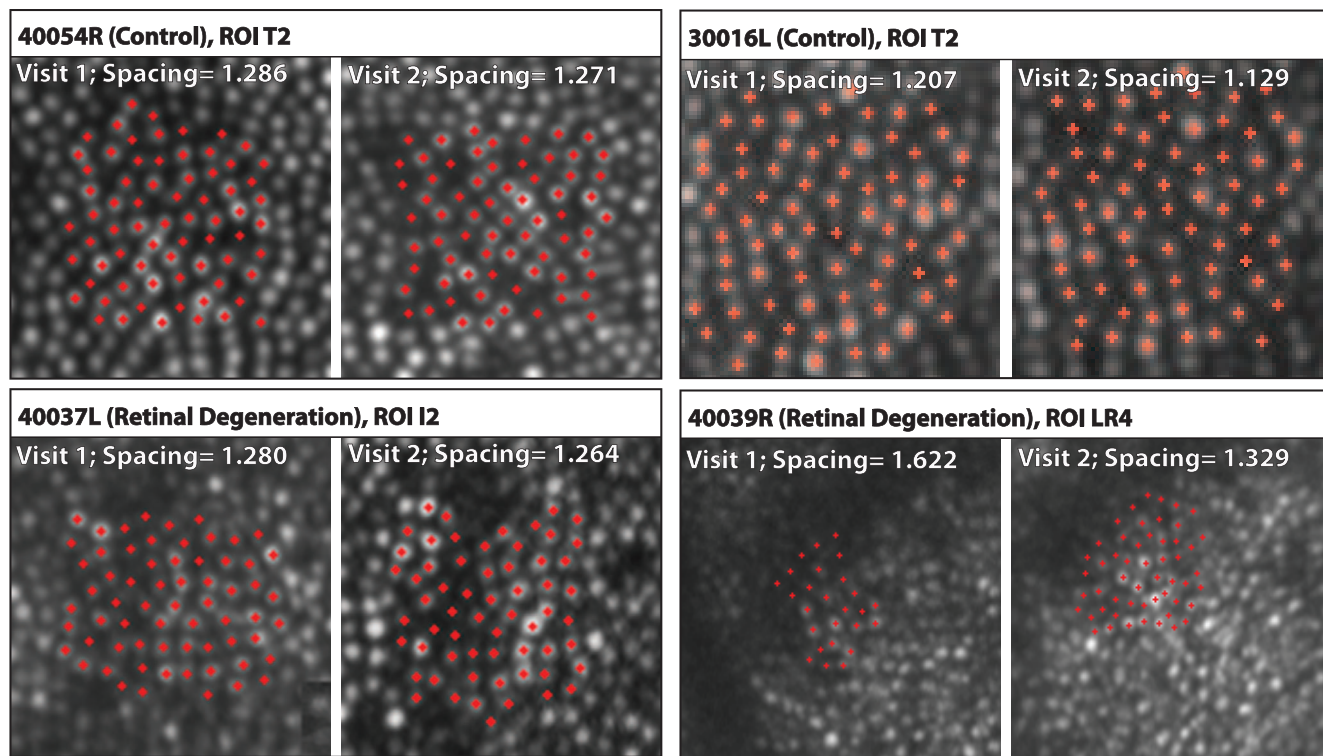 40054R (Control), ROI T2
Visit 1; Spacing= 1.286
Visit 2; Spacing= 1.271
30016L (Control), ROI T2
Visit 1; Spacing= 1.207
Visit 2; Spacing= 1.129
40037L (Retinal Degeneration), ROI I2
Visit 1; Spacing= 1.280
Visit 2; Spacing= 1.264
40039R (Retinal Degeneration), ROI LR4
Visit 1; Spacing= 1.622
Visit 2; Spacing= 1.329